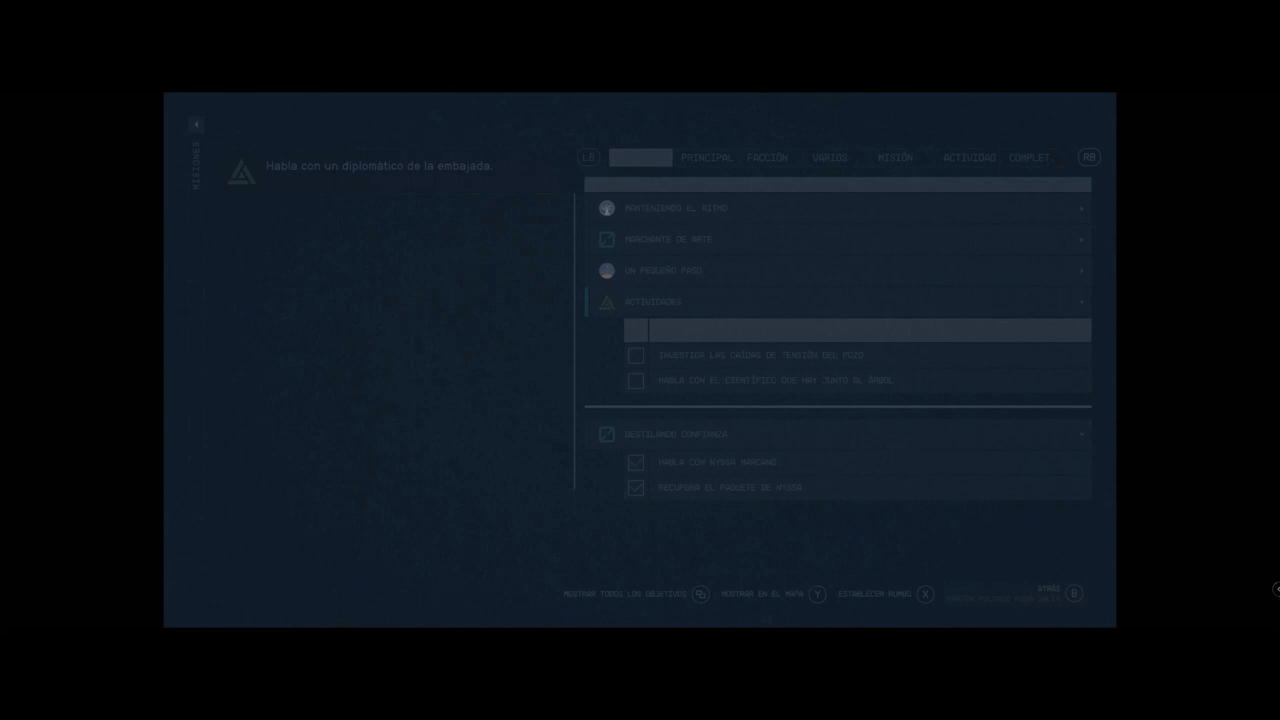 MISIONES
Habla con un diplomático de la embajada.
LB PRINCIPAL FACCIÓN VARIOS MISIÓN ACTIVIDAD COMPLET. RB
MANTENIENDO EL RITMO
MARCHANTE DE ARTE
UN PEQUEÑO PASO
ACTIVIDADES
INVESTIGA LAS CAÍDAS DE TENSIÓN DEL POZO
HABLA CON EL CIENTÍFICO QUE HAY JUNTO AL ÁRBOL
DESTILANDO CONFIANZA
HABLA CON NYSSA MARCANO.
RECUPERA EL PAQUETE DE NYSSA
MOSTRAR TODOS LOS OBJETIVOS MOSTRAR EN EL MAPA Y ESTABLECER RUMBO X ATRÁS B